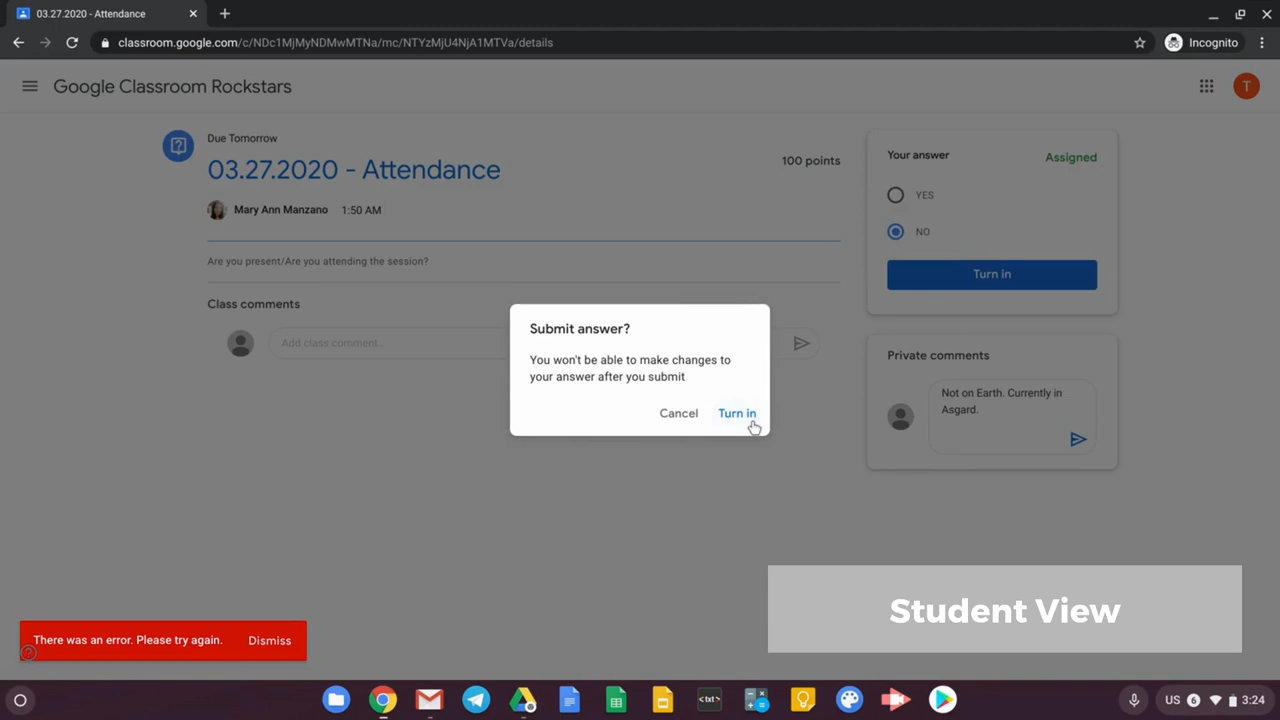 03.27.2020 - Attendance
classroom.google.com/c/NDc1MjMyNDMwMTNa/mc/NTYzMjU4NjA1MTVa/details
Incognito
Google Classroom Rockstars
T
Due Tomorrow
03.27.2020 - Attendance
100 points
Mary Ann Manzano 1:50 AM
Are you present/Are you attending the session?
Class comments
Add class comment...
Your answer
Assigned
YES
NO
Turn in
Private comments
Not on Earth. Currently in
Asgard.
Submit answer?
You won't be able to make changes to
your answer after you submit
Cancel Turn in
Student View
There was an error. Please try again. Dismiss
<txt>
US 6 3:24